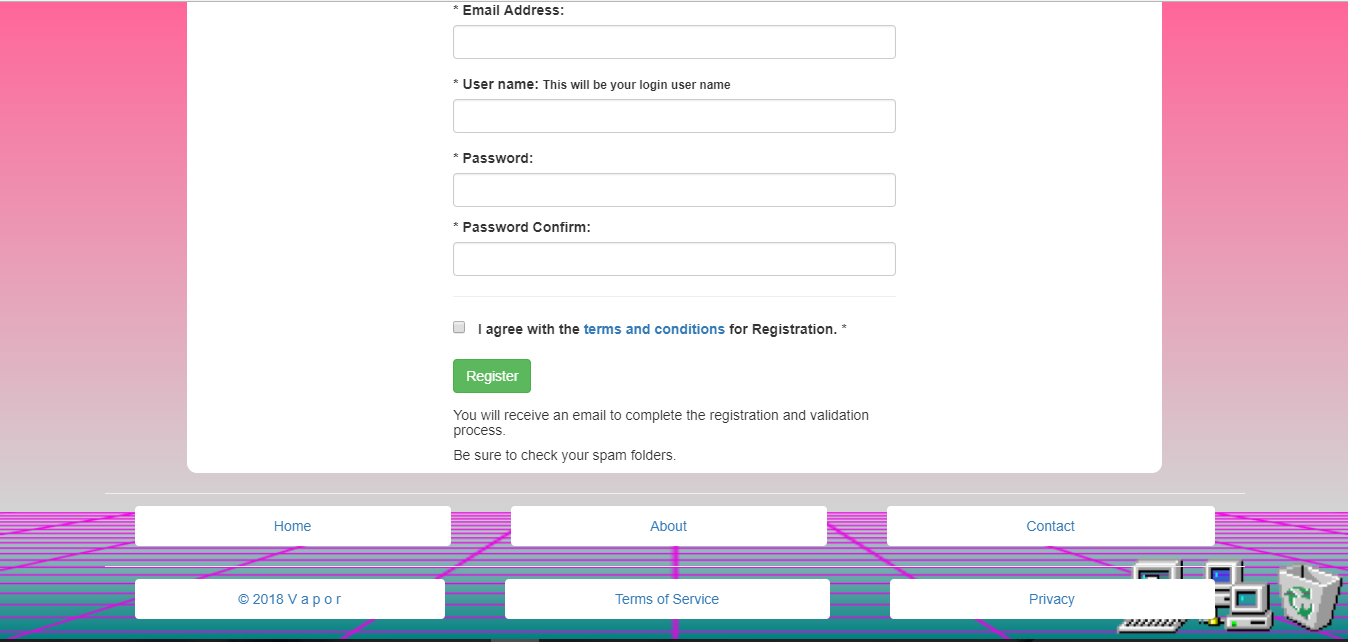 * Email Address:
* User name: This will be your login user name
* Password:
* Password Confirm:
I agree with the terms and conditions for Registration. *
Register
You will receive an email to complete the registration and validation
process.
Be sure to check your spam folders.
Home
About
Contact
© 2018 V a p o r
Terms of Service
Privacy